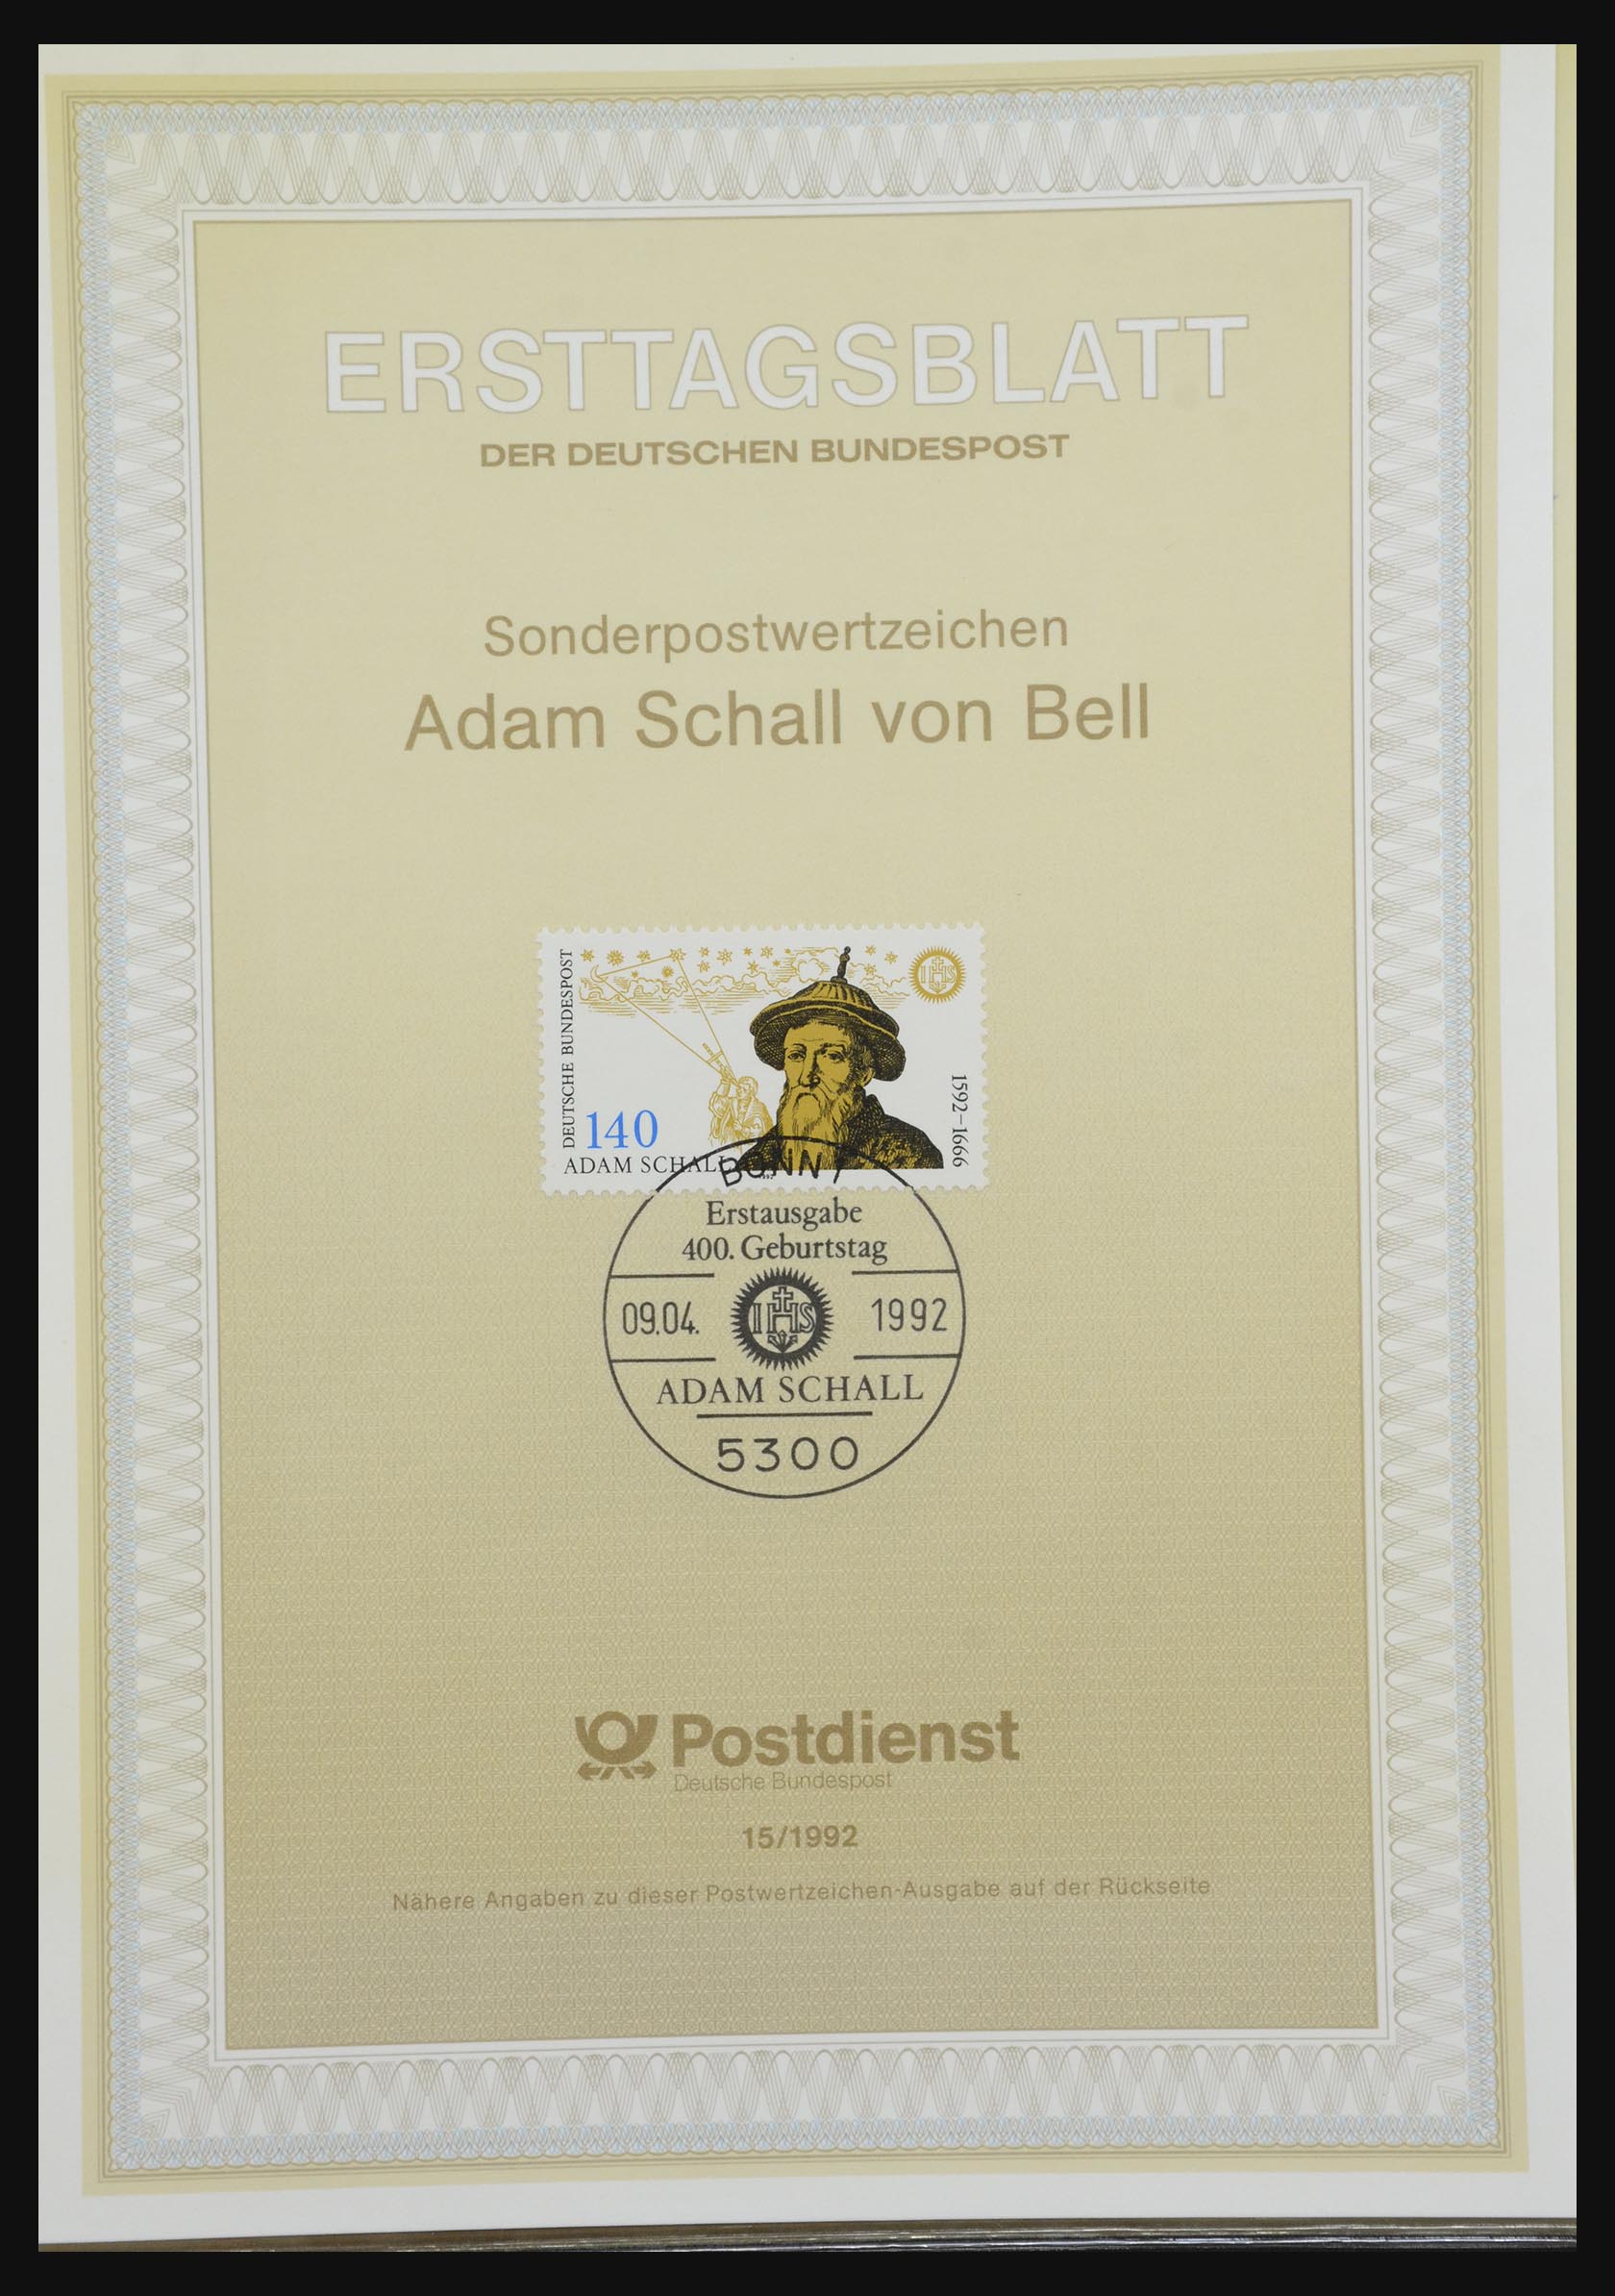 ERSTTAGSBLATT
DER DEUTSCHEN BUNDESPOST
Sonderpostwertzeichen
Adam Schall von Bell
DEUTSCHE BUNDESPOST
IHS
140
1592–1666
ADAM SCHALL
BONN 1
Erstausgabe
400. Geburtstag
09.04. IHS 1992
ADAM SCHALL
5300
Postdienst
Deutsche Bundespost
15/1992
Nähere Angaben zu dieser Postwertzeichen-Ausgabe auf der Rückseite